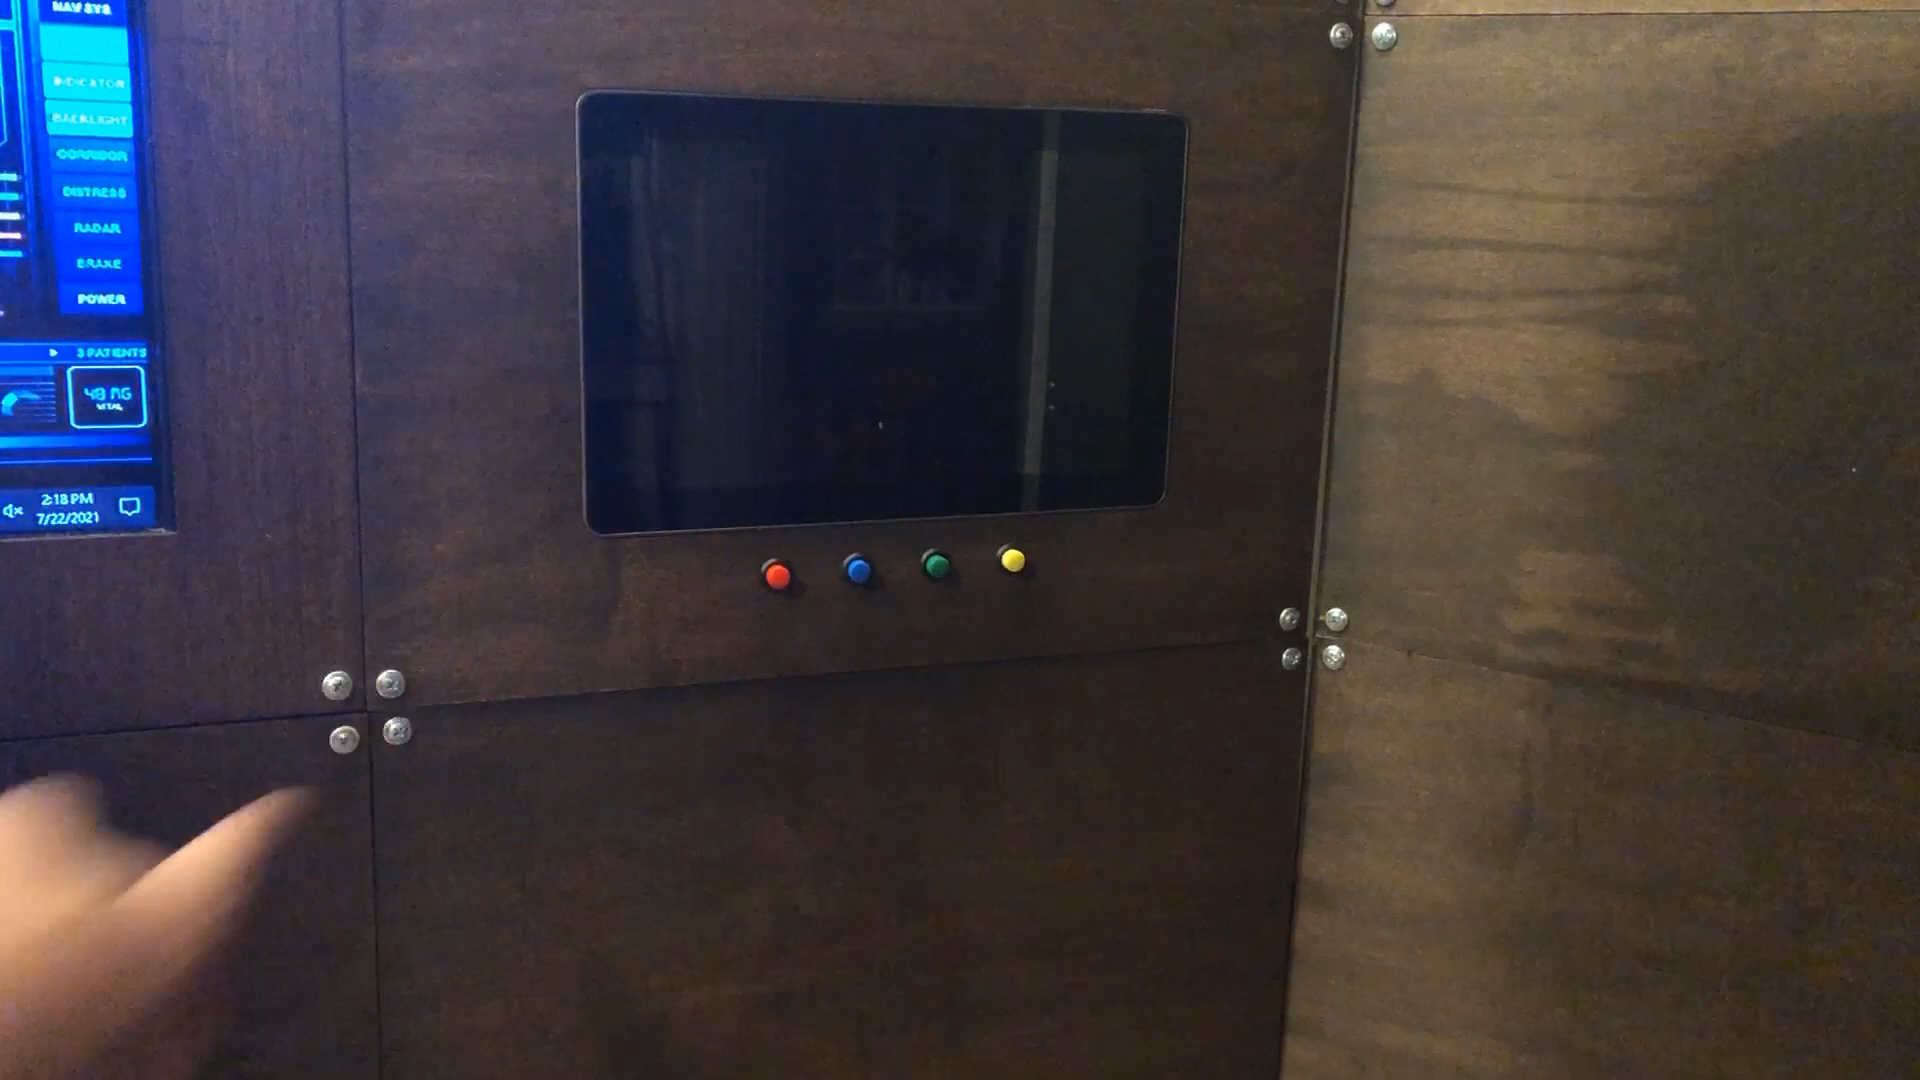 NAV SYS
INDICATOR
BACKLIGHT
CORRIDOR
DISTRESS
RADAR
BRAKE
POWER
3 PATIENTS
48 MG
VITAL
2:18 PM
7/22/2021